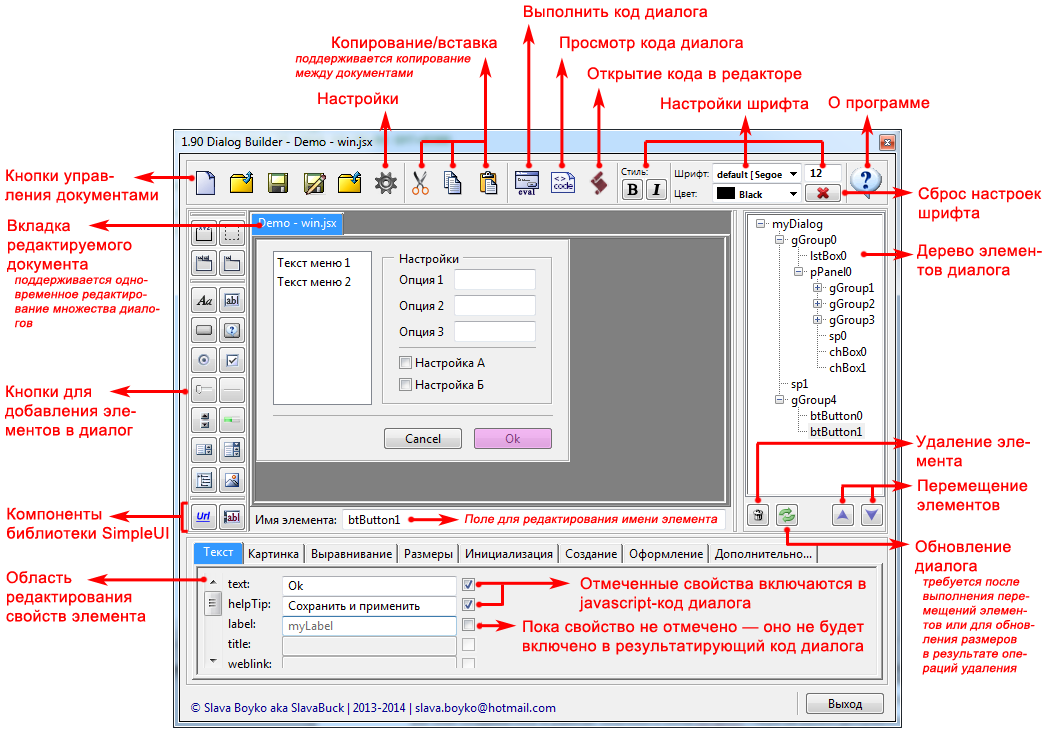 Выполнить код диалога
Копирование/вставка
поддерживается копирование
между документами
Просмотр кода диалога
Открытие кода в редакторе
Настройки
Настройки шрифта
О программе
1.90 Dialog Builder - Demo - win.jsx
Кнопки управ-
ления документами
eval
<>
code
Стиль:
B I
Шрифт: default [ Segoe
12
Цвет: Black
?
Сброс настроек
шрифта
Вкладка
редактируемого
документа
поддерживается одно-
временное редактиро-
вание множества диало-
гов
Demo - win.jsx
XYZ
Aa
ab
?
Текст меню 1
Текст меню 2
Настройки
Опция 1
Опция 2
Опция 3
Настройка А
Настройка Б
Cancel
Ok
myDialog
gGroup0
lstBox0
pPanel0
gGroup1
gGroup2
gGroup3
sp0
chBox0
chBox1
sp1
gGroup4
btButton0
btButton1
Дерево элемен-
тов диалога
Кнопки для
добавления эле-
ментов в диалог
Удаление эле-
мента
Перемещение
элементов
Компоненты
библиотеки SimpleUI
Url
ab
Имя элемента: btButton1
Поле для редактирования имени элемента
Обновление
диалога
требуется после
выполнения пере-
мещений элемен-
тов или для обнов-
ления размеров
в результате опе-
раций удаления
Текст Картинка Выравнивание Размеры Инициализация Создание Оформление Дополнительно...
Область
редактирования
свойств элемента
text: Ok
helpTip: Сохранить и применить
label: myLabel
title:
weblink:
Отмеченные свойства включаются в
javascript-код диалога
Пока свойство не отмечено — оно не будет
включено в результатирующий код диалога
© Slava Boyko aka SlavaBuck | 2013-2014 | slava.boyko@hotmail.com
Выход